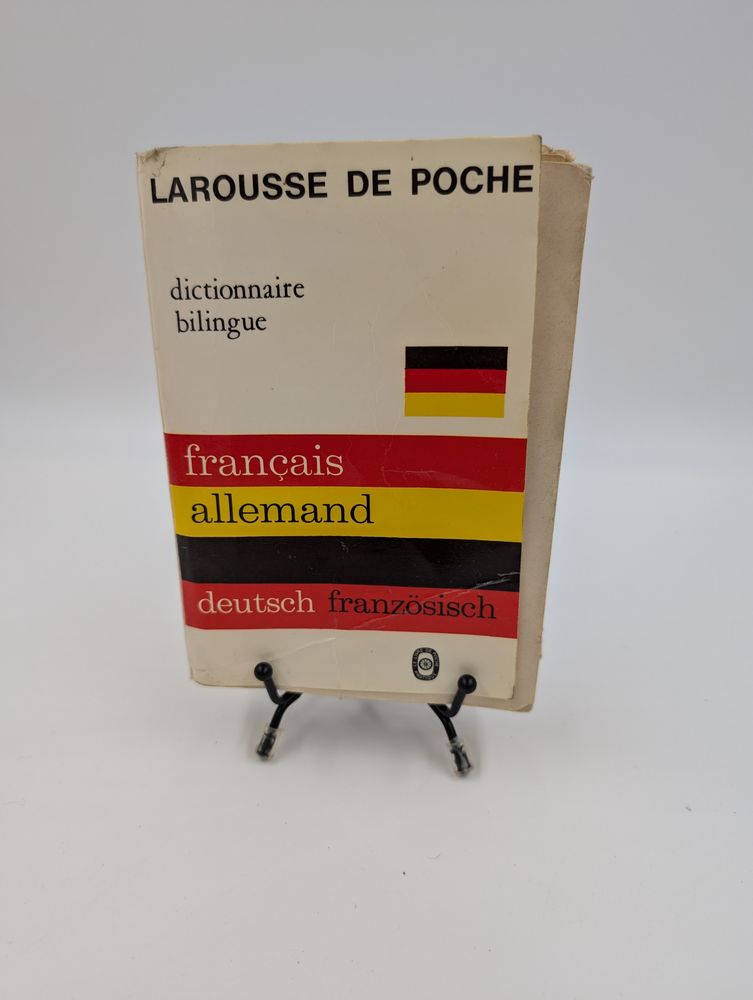 LAROUSSE DE POCHE
dictionnaire
bilingue
français
allemand
deutsch französisch